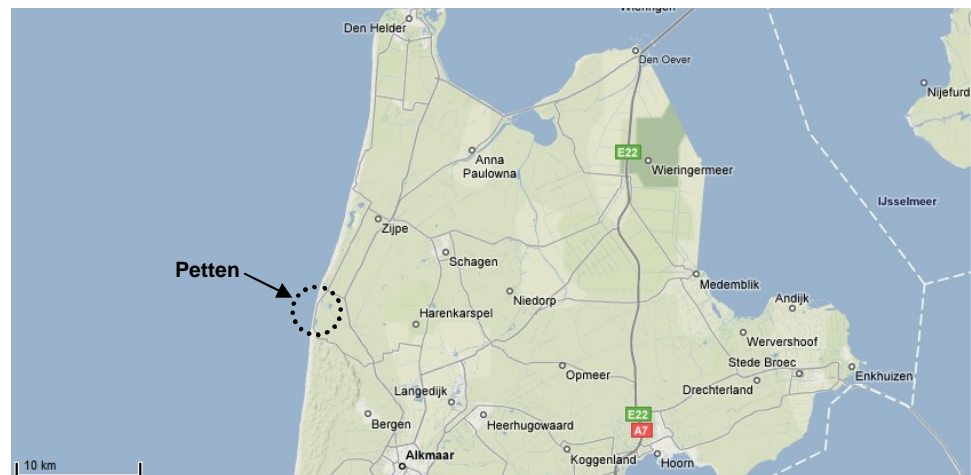 Wieringen
Den Helder
Den Oever
Nijefurd
Anna
Paulowna
E22
Wieringermeer
IJsselmeer
Zijpe
Schagen
Petten
Medemblik
Niedorp
Andijk
Harenkarspel
Wervershoof
Stede Broec
Opmeer
Enkhuizen
Drechterland
Langedijk
Bergen
Heerhugowaard
E22
A7
Alkmaar
Koggenland
Hoorn
10 km